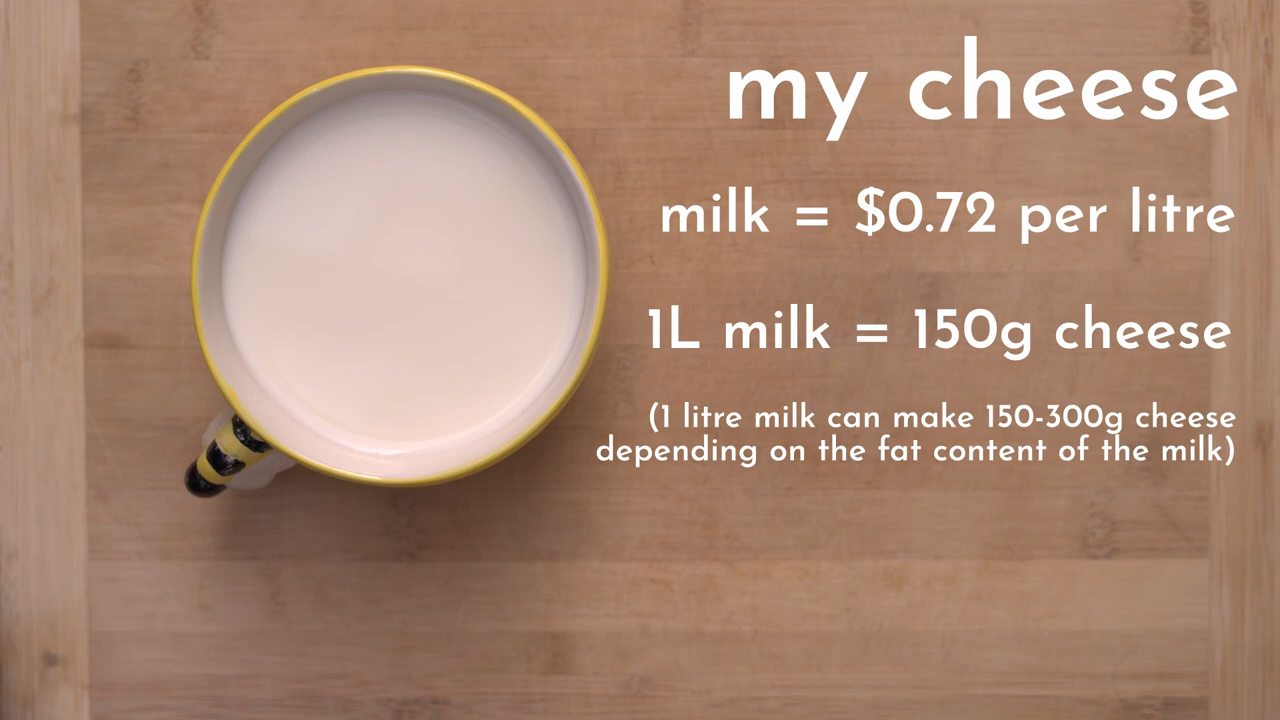 my cheese
milk = $0.72 per litre
1L milk = 150g cheese
(1 litre milk can make 150-300g cheese
depending on the fat content of the milk)